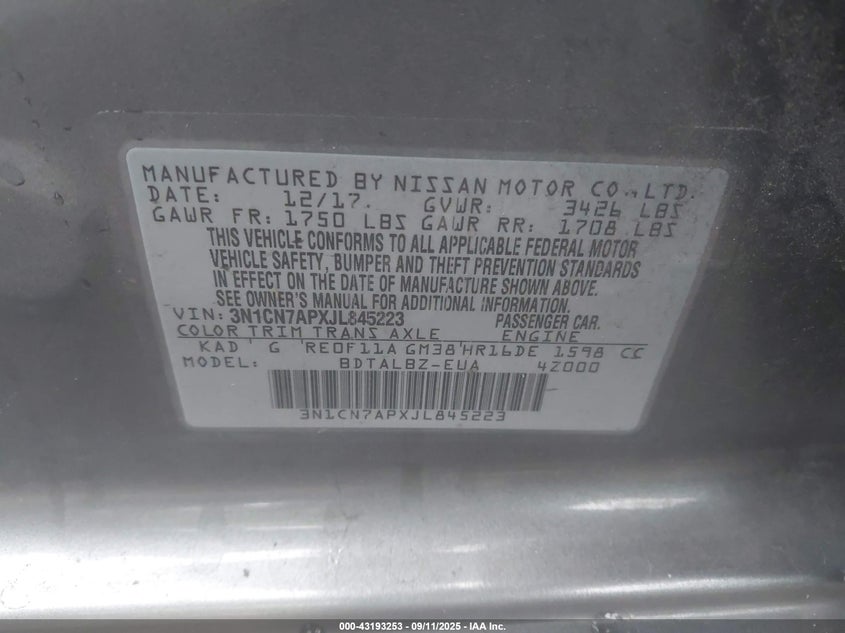 MANUFACTURED BY NISSAN MOTOR CO., LTD.
DATE: 12/17. GVWR: 3426 LBS
GAWR FR: 1750 LBS GAWR RR: 1708 LBS
THIS VEHICLE CONFORMS TO ALL APPLICABLE FEDERAL MOTOR
VEHICLE SAFETY, BUMPER AND THEFT PREVENTION STANDARDS
IN EFFECT ON THE DATE OF MANUFACTURE SHOWN ABOVE.
SEE OWNER'S MANUAL FOR ADDITIONAL INFORMATION.
VIN: 3N1CN7APXJL845223 PASSENGER CAR.
COLOR TRIM TRANS AXLE ENGINE
KAD G RE0F11A GM38 HR16DE 1598 CC
MODEL: BDTALBZ-EUA 4Z000
3N1CN7APXJL845223
000-43193253 - 09/11/2025 - IAA Inc.